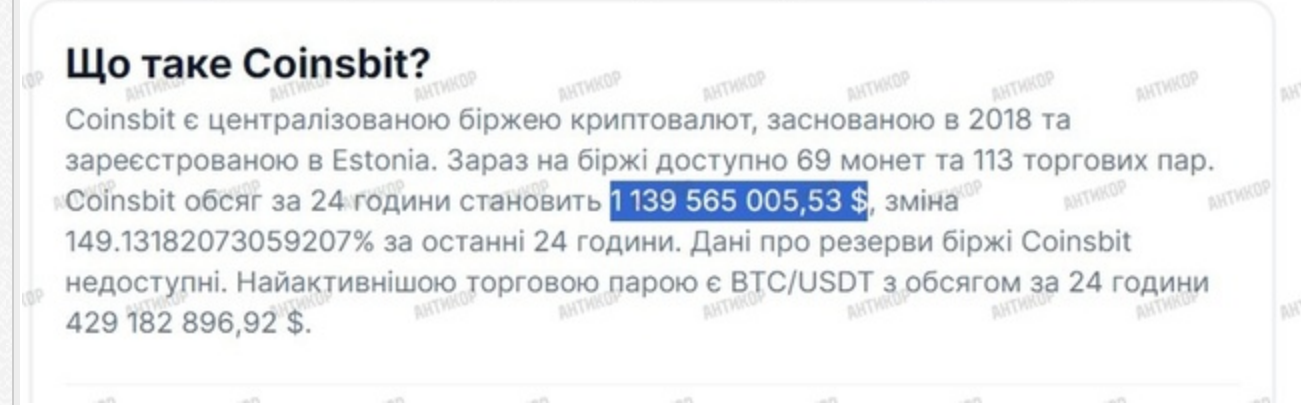 Що таке Coinsbit?
Coinsbit є централізованою біржею криптовалют, заснованою в 2018 та
зареєстрованою в Estonia. Зараз на біржі доступно 69 монет та 113 торгових пар.
Coinsbit обсяг за 24 години становить 1 139 565 005,53 $, зміна
149.13182073059207% за останні 24 години. Дані про резерви біржі Coinsbit
недоступні. Найактивнішою торговою парою є BTC/USDT з обсягом за 24 години
429 182 896,92 $.
АНТИКОР